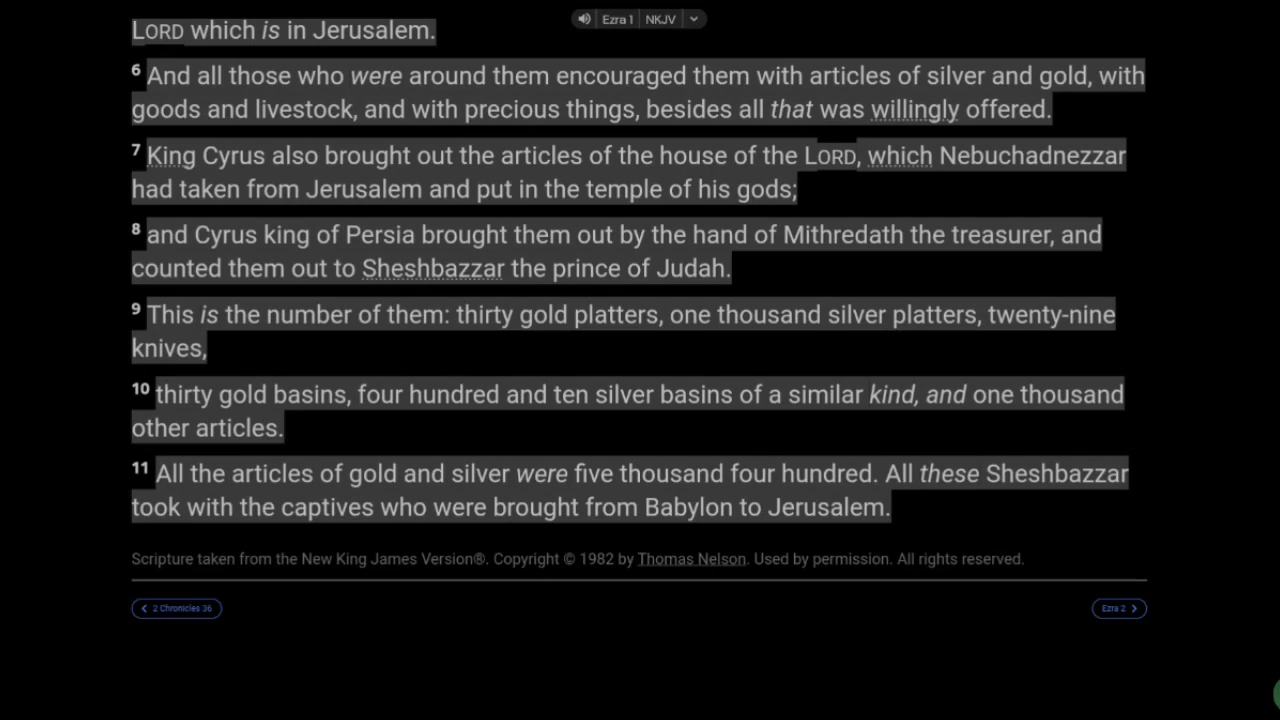 Ezra 1 NKJV
LORD which is in Jerusalem.
6 And all those who were around them encouraged them with articles of silver and gold, with
goods and livestock, and with precious things, besides all that was willingly offered.
7 King Cyrus also brought out the articles of the house of the LORD, which Nebuchadnezzar
had taken from Jerusalem and put in the temple of his gods;
8 and Cyrus king of Persia brought them out by the hand of Mithredath the treasurer, and
counted them out to Sheshbazzar the prince of Judah.
9 This is the number of them: thirty gold platters, one thousand silver platters, twenty-nine
knives,
10 thirty gold basins, four hundred and ten silver basins of a similar kind, and one thousand
other articles.
11 All the articles of gold and silver were five thousand four hundred. All these Sheshbazzar
took with the captives who were brought from Babylon to Jerusalem.
Scripture taken from the New King James Version®. Copyright © 1982 by Thomas Nelson. Used by permission. All rights reserved.
2 Chronicles 36
Ezra 2